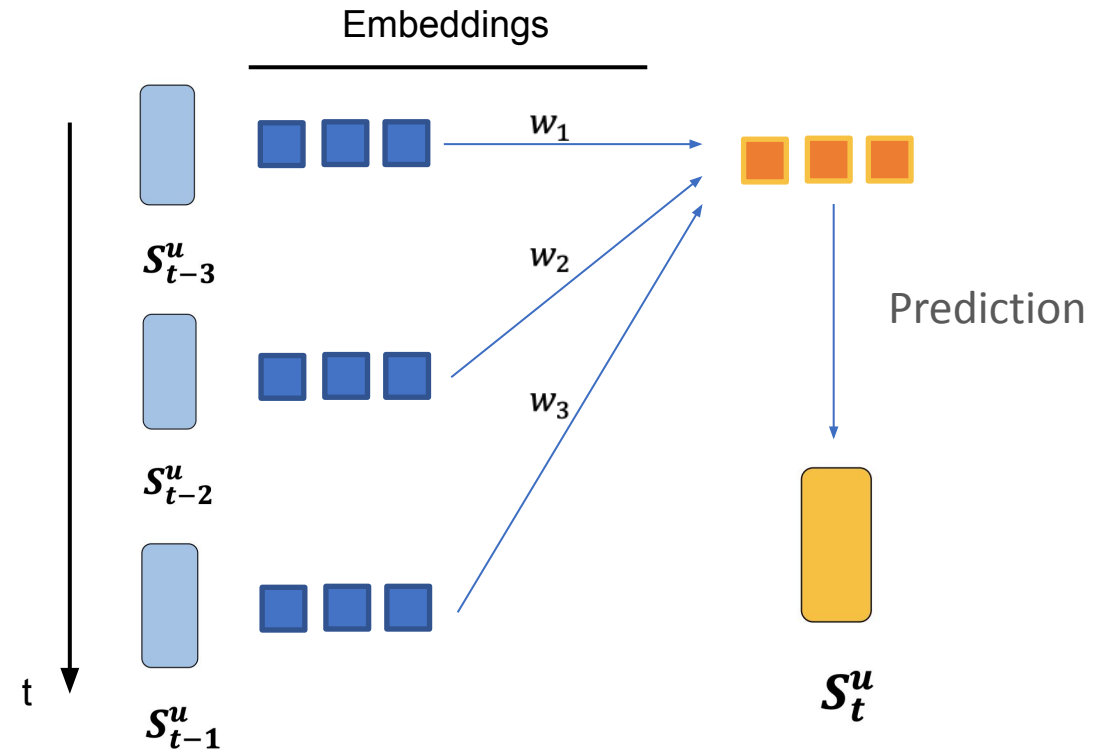 Embeddings
w₁
S^u_{t−3}
w₂
Prediction
w₃
S^u_{t−2}
t
S^u_{t−1}
S^u_t